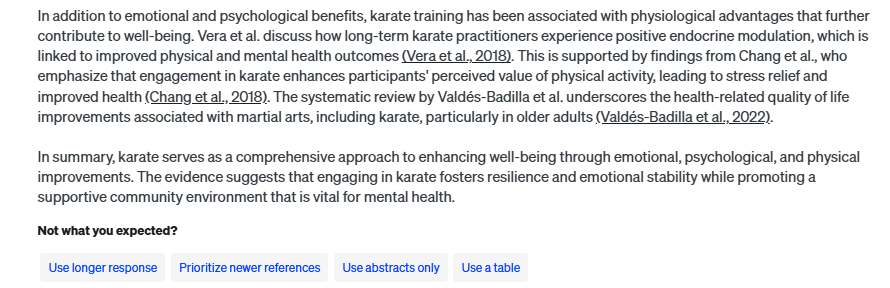 In addition to emotional and psychological benefits, karate training has been associated with physiological advantages that further
contribute to well-being. Vera et al. discuss how long-term karate practitioners experience positive endocrine modulation, which is
linked to improved physical and mental health outcomes (Vera et al., 2018). This is supported by findings from Chang et al., who
emphasize that engagement in karate enhances participants' perceived value of physical activity, leading to stress relief and
improved health (Chang et al., 2018). The systematic review by Valdés-Badilla et al. underscores the health-related quality of life
improvements associated with martial arts, including karate, particularly in older adults (Valdés-Badilla et al., 2022).
In summary, karate serves as a comprehensive approach to enhancing well-being through emotional, psychological, and physical
improvements. The evidence suggests that engaging in karate fosters resilience and emotional stability while promoting a
supportive community environment that is vital for mental health.
Not what you expected?
Use longer response Prioritize newer references Use abstracts only Use a table